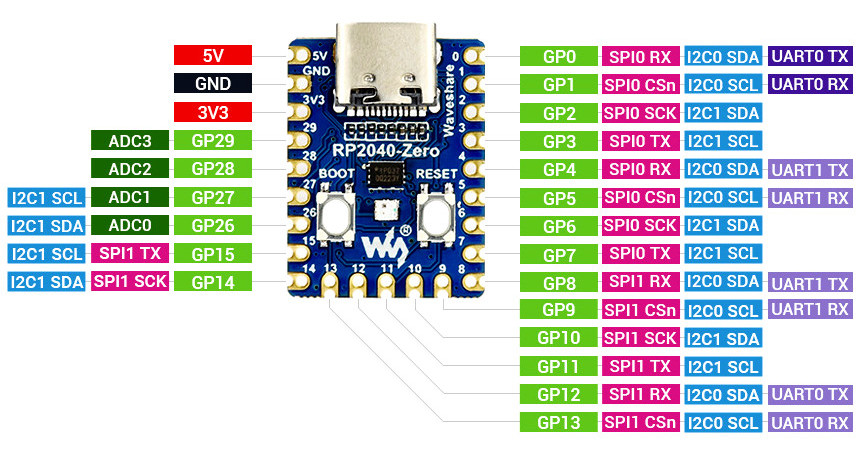 5V GP0 SPI0 RX I2C0 SDA UART0 TX
GND GP1 SPI0 CSn I2C0 SCL UART0 RX
3V3 GP2 SPI0 SCK I2C1 SDA
ADC3 GP29 GP3 SPI0 TX I2C1 SCL
ADC2 GP28 GP4 SPI0 RX I2C0 SDA UART1 TX
I2C1 SCL ADC1 GP27 GP5 SPI0 CSn I2C0 SCL UART1 RX
I2C1 SDA ADC0 GP26 GP6 SPI0 SCK I2C1 SDA
I2C1 SCL SPI1 TX GP15 GP7 SPI0 TX I2C1 SCL
I2C1 SDA SPI1 SCK GP14 GP8 SPI1 RX I2C0 SDA UART1 TX
GP9 SPI1 CSn I2C0 SCL UART1 RX
GP10 SPI1 SCK I2C1 SDA
GP11 SPI1 TX I2C1 SCL
GP12 SPI1 RX I2C0 SDA UART0 TX
GP13 SPI1 CSn I2C0 SCL UART0 RX
5V 0
GND 1
3V3 2
Waveshare
29 3
RP2040-Zero
28 4
BOOT RESET
27 5
26 6
15 7
®
14 13 12 11 10 9 8